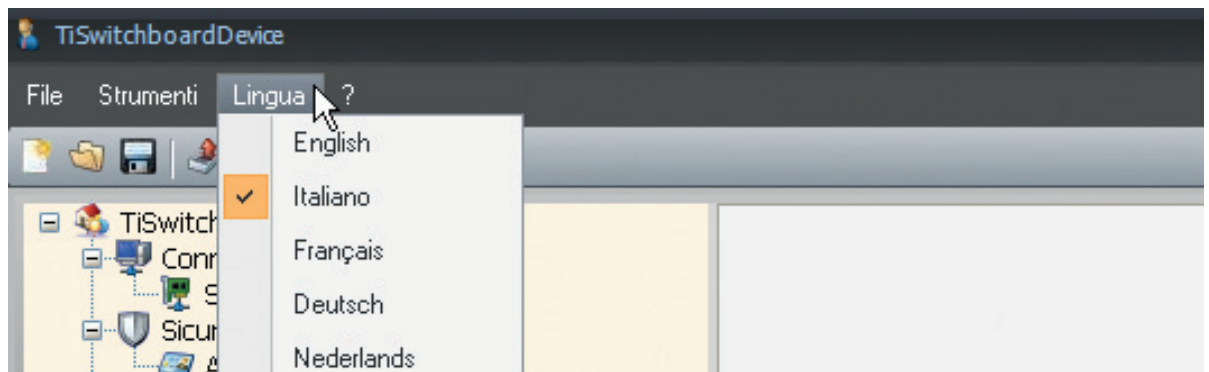 TiSwitchboardDevice
File Strumenti Lingua ?
English
Italiano
Français
Deutsch
Nederlands